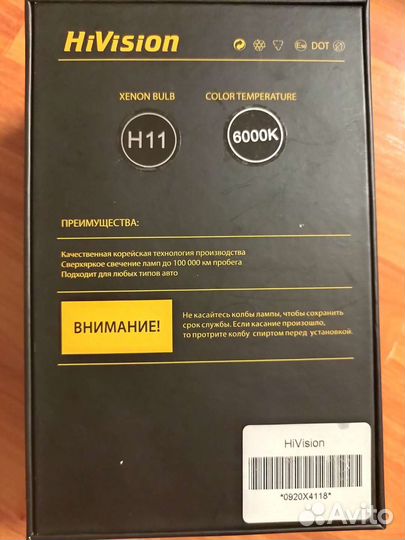 HiVision
DOT
XENON BULB COLOR TEMPERATURE
H11 6000K
ПРЕИМУЩЕСТВА:
Качественная корейская технология производства
Сверхяркое свечение ламп до 100 000 км пробега
Подходит для любых типов авто
ВНИМАНИЕ!
Не касайтесь колбы лампы, чтобы сохранить
срок службы. Если касание произошло,
то протрите колбу спиртом перед установкой.
HiVision
*0920X4118*
Avito